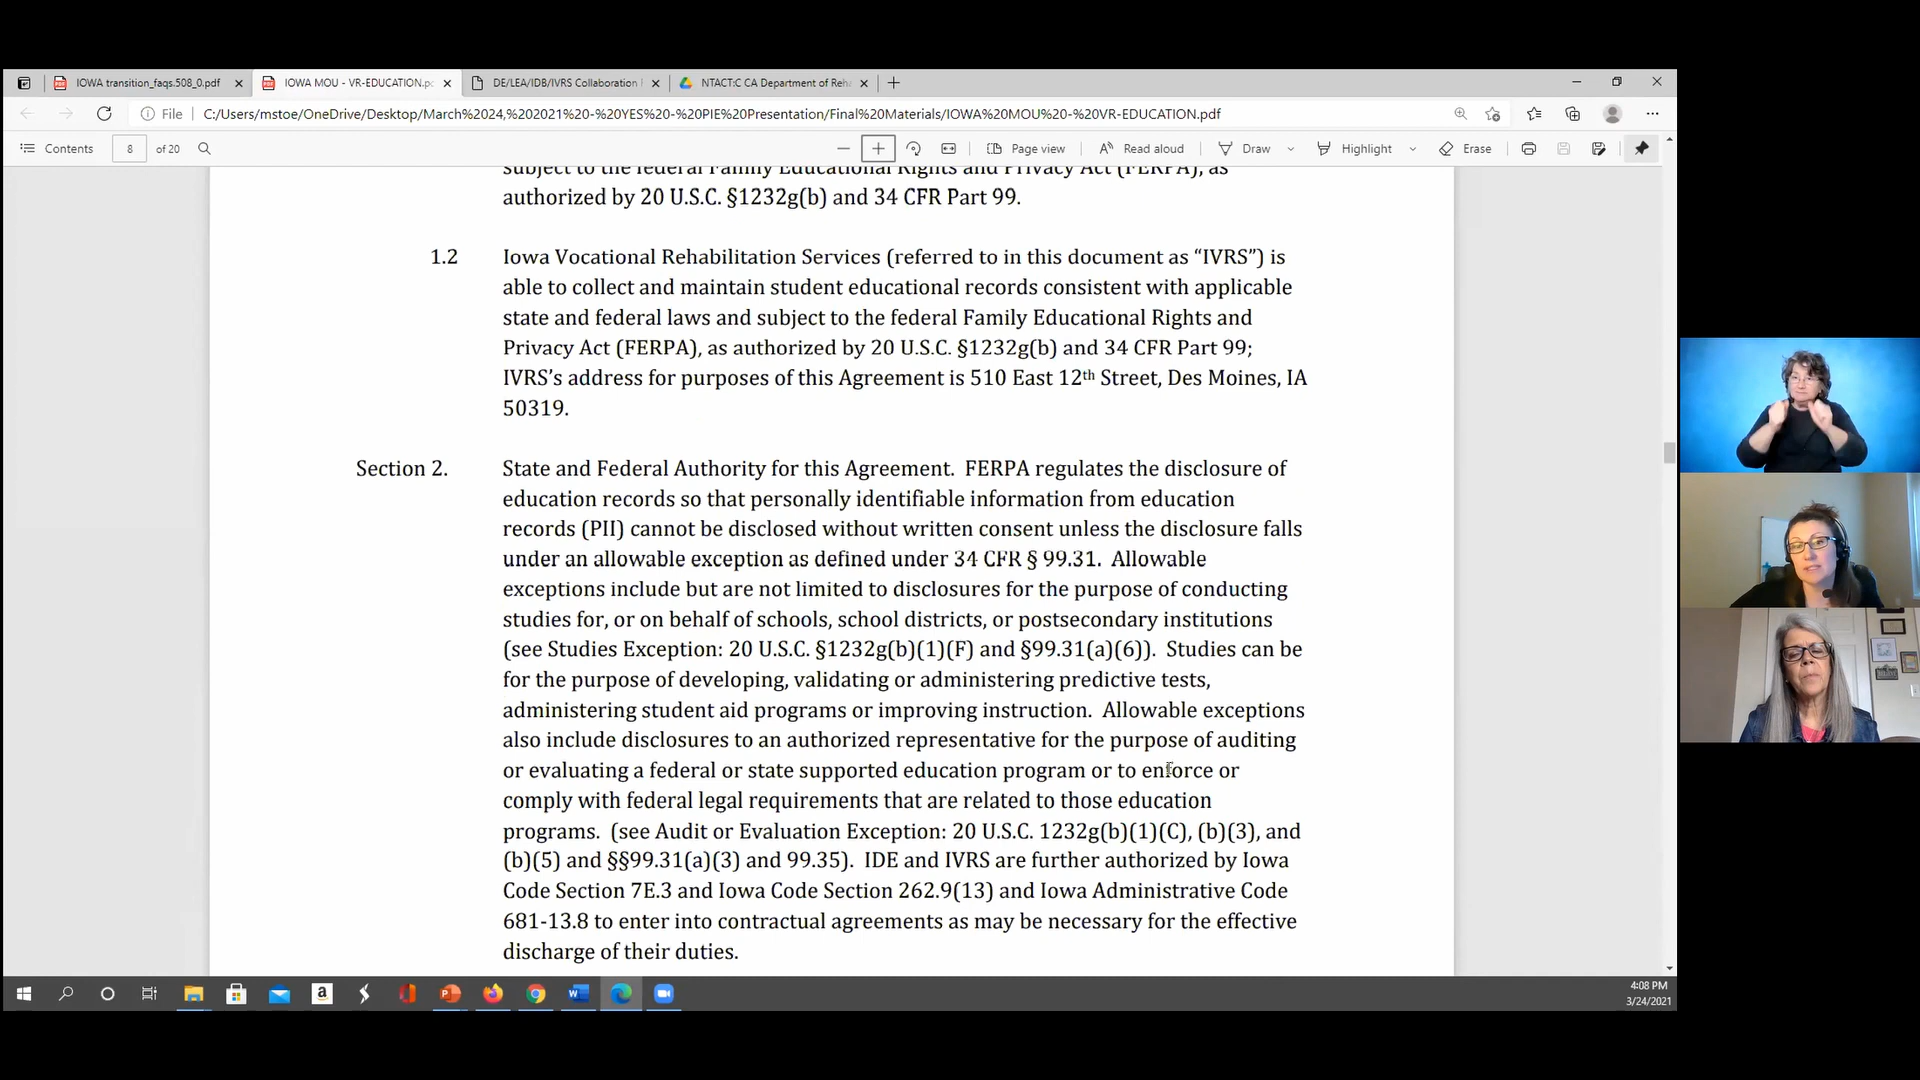 IOWA transition_faqs.508_0.pdf
IOWA MOU - VR-EDUCATION.pd
DE/LEA/IDB/IVRS Collaboration
NTACT:C CA Department of Reha
File
C:/Users/mstoe/OneDrive/Desktop/March%2024,%202021%20-%20YES%20-%20PIE%20Presentation/Final%20Materials/IOWA%20MOU%20-%20VR-EDUCATION.pdf
Contents
8
of 20
Page view
Read aloud
Draw
Highlight
Erase
subject to the federal Family Educational Rights and Privacy Act (FERPA), as
authorized by 20 U.S.C. §1232g(b) and 34 CFR Part 99.
1.2 Iowa Vocational Rehabilitation Services (referred to in this document as “IVRS”) is
able to collect and maintain student educational records consistent with applicable
state and federal laws and subject to the federal Family Educational Rights and
Privacy Act (FERPA), as authorized by 20 U.S.C. §1232g(b) and 34 CFR Part 99;
IVRS’s address for purposes of this Agreement is 510 East 12th Street, Des Moines, IA
50319.
Section 2. State and Federal Authority for this Agreement. FERPA regulates the disclosure of
education records so that personally identifiable information from education
records (PII) cannot be disclosed without written consent unless the disclosure falls
under an allowable exception as defined under 34 CFR § 99.31. Allowable
exceptions include but are not limited to disclosures for the purpose of conducting
studies for, or on behalf of schools, school districts, or postsecondary institutions
(see Studies Exception: 20 U.S.C. §1232g(b)(1)(F) and §99.31(a)(6)). Studies can be
for the purpose of developing, validating or administering predictive tests,
administering student aid programs or improving instruction. Allowable exceptions
also include disclosures to an authorized representative for the purpose of auditing
or evaluating a federal or state supported education program or to enforce or
comply with federal legal requirements that are related to those education
programs. (see Audit or Evaluation Exception: 20 U.S.C. 1232g(b)(1)(C), (b)(3), and
(b)(5) and §§99.31(a)(3) and 99.35). IDE and IVRS are further authorized by Iowa
Code Section 7E.3 and Iowa Code Section 262.9(13) and Iowa Administrative Code
681-13.8 to enter into contractual agreements as may be necessary for the effective
discharge of their duties.
4:08 PM
3/24/2021